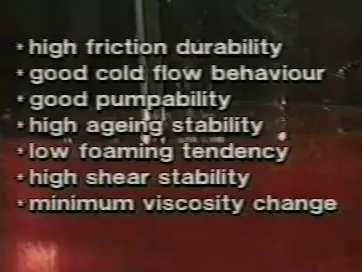 * high friction durability
* good cold flow behaviour
* good pumpability
* high ageing stability
* low foaming tendency
* high shear stability
* minimum viscosity change